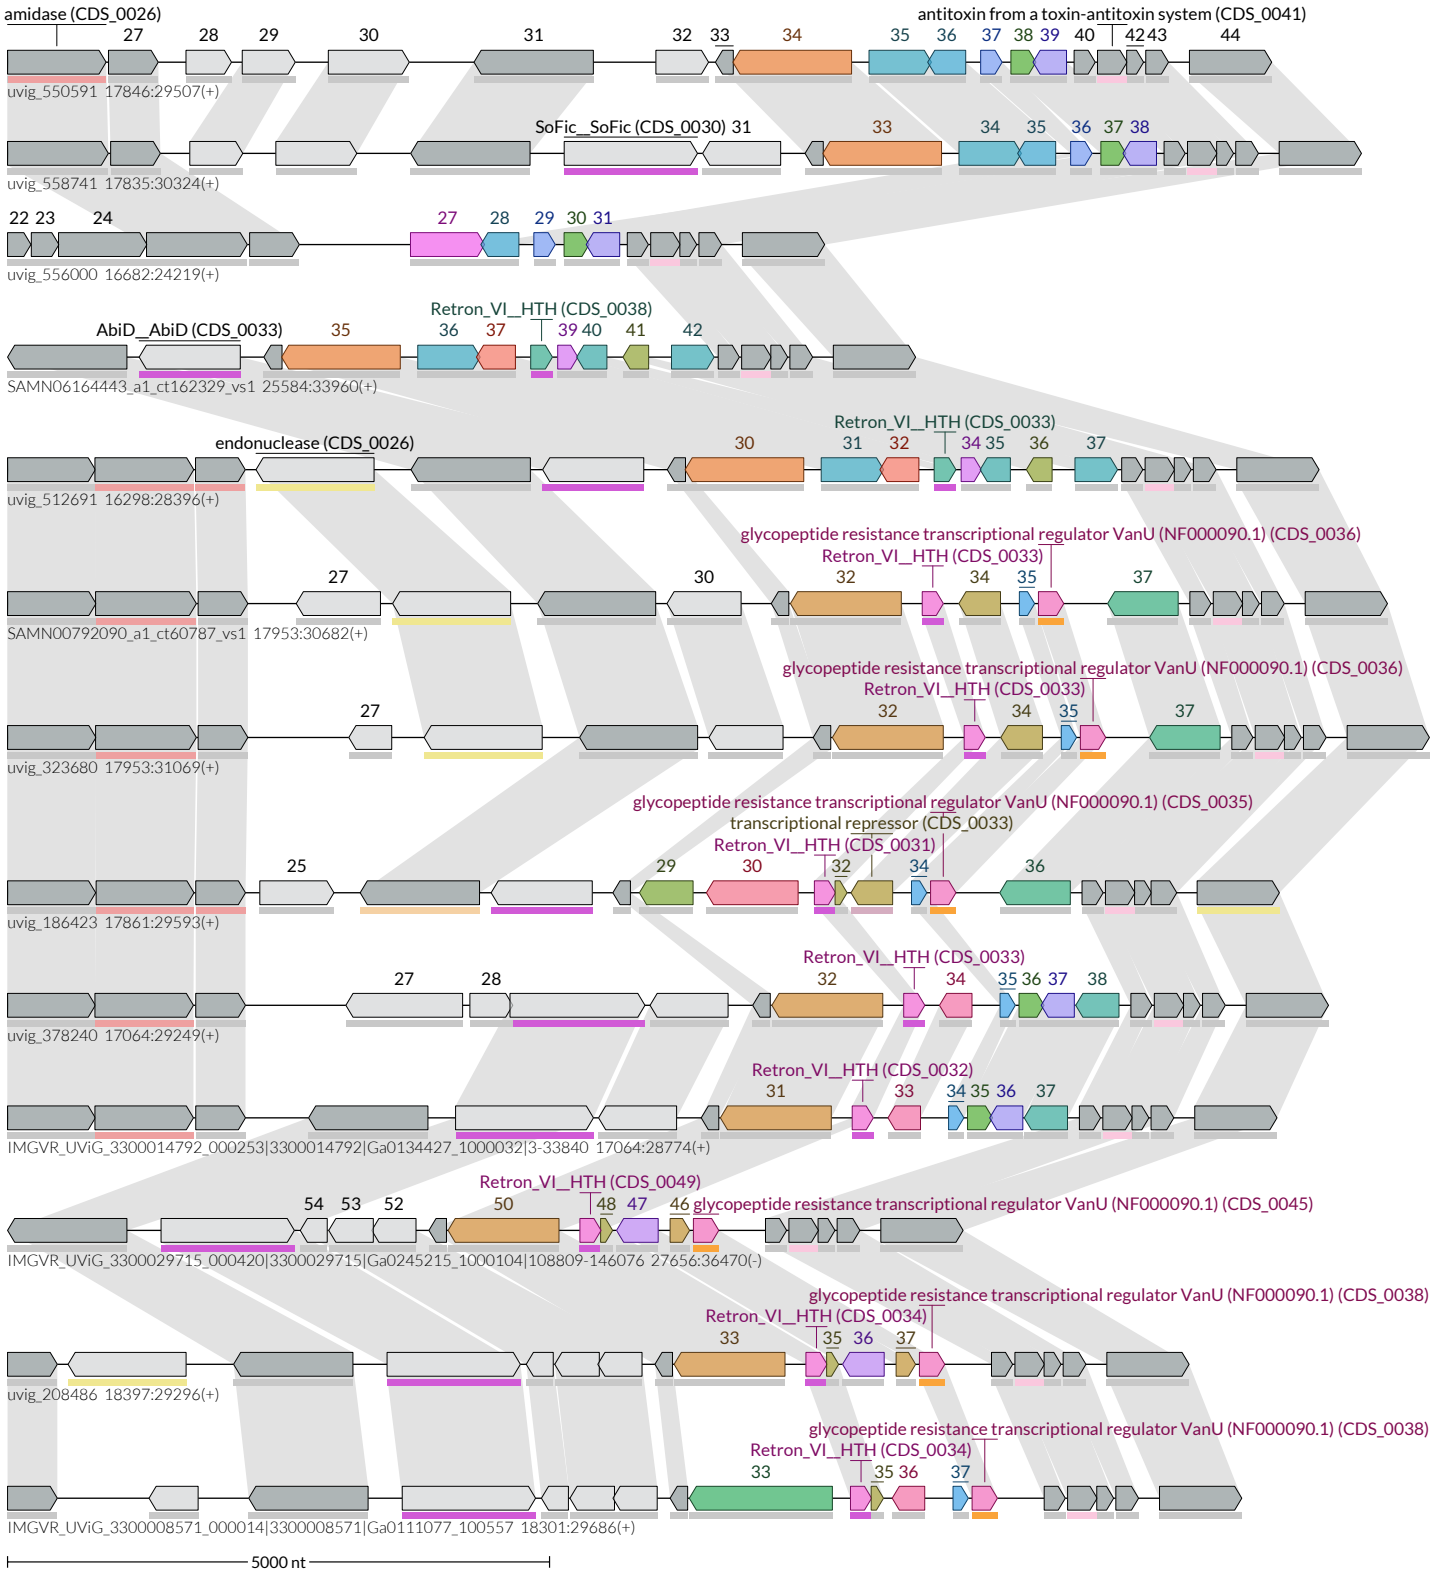 amidase (CDS_0026) antitoxin from a toxin-antitoxin system (CDS_0041)
27 28 29 30 31 32 33 34 35 36 37 38 39 40 42 43 44
uvig_550591 17846:29507(+)
SoFic__SoFic (CDS_0030) 31 33 34 35 36 37 38
uvig_558741 17835:30324(+)
22 23 24 27 28 29 30 31
uvig_556000 16682:24219(+)
Retron_VI__HTH (CDS_0038)
AbiD__AbiD (CDS_0033) 35 36 37 39 40 41 42
SAMN06164443_a1_ct162329_vs1 25584:33960(+)
Retron_VI__HTH (CDS_0033)
endonuclease (CDS_0026) 30 31 32 34 35 36 37
uvig_512691 16298:28396(+)
glycopeptide resistance transcriptional regulator VanU (NF000090.1) (CDS_0036)
Retron_VI__HTH (CDS_0033)
27 30 32 34 35 37
SAMN00792090_a1_ct60787_vs1 17953:30682(+)
glycopeptide resistance transcriptional regulator VanU (NF000090.1) (CDS_0036)
Retron_VI__HTH (CDS_0033)
27 32 34 35 37
uvig_323680 17953:31069(+)
glycopeptide resistance transcriptional regulator VanU (NF000090.1) (CDS_0035)
transcriptional repressor (CDS_0033)
Retron_VI__HTH (CDS_0031)
25 29 30 32 34 36
uvig_186423 17861:29593(+)
Retron_VI__HTH (CDS_0033)
27 28 32 34 35 36 37 38
uvig_378240 17064:29249(+)
Retron_VI__HTH (CDS_0032)
31 33 34 35 36 37
IMGVR_UViG_3300014792_000253|3300014792|Ga0134427_1000032|3-33840 17064:28774(+)
Retron_VI__HTH (CDS_0049)
54 53 52 50 48 47 46 glycopeptide resistance transcriptional regulator VanU (NF000090.1) (CDS_0045)
IMGVR_UViG_3300029715_000420|3300029715|Ga0245215_1000104|108809-146076 27656:36470(-)
glycopeptide resistance transcriptional regulator VanU (NF000090.1) (CDS_0038)
Retron_VI__HTH (CDS_0034)
33 35 36 37
uvig_208486 18397:29296(+)
glycopeptide resistance transcriptional regulator VanU (NF000090.1) (CDS_0038)
Retron_VI__HTH (CDS_0034)
33 35 36 37
IMGVR_UViG_3300008571_000014|3300008571|Ga0111077_100557 18301:29686(+)
5000 nt